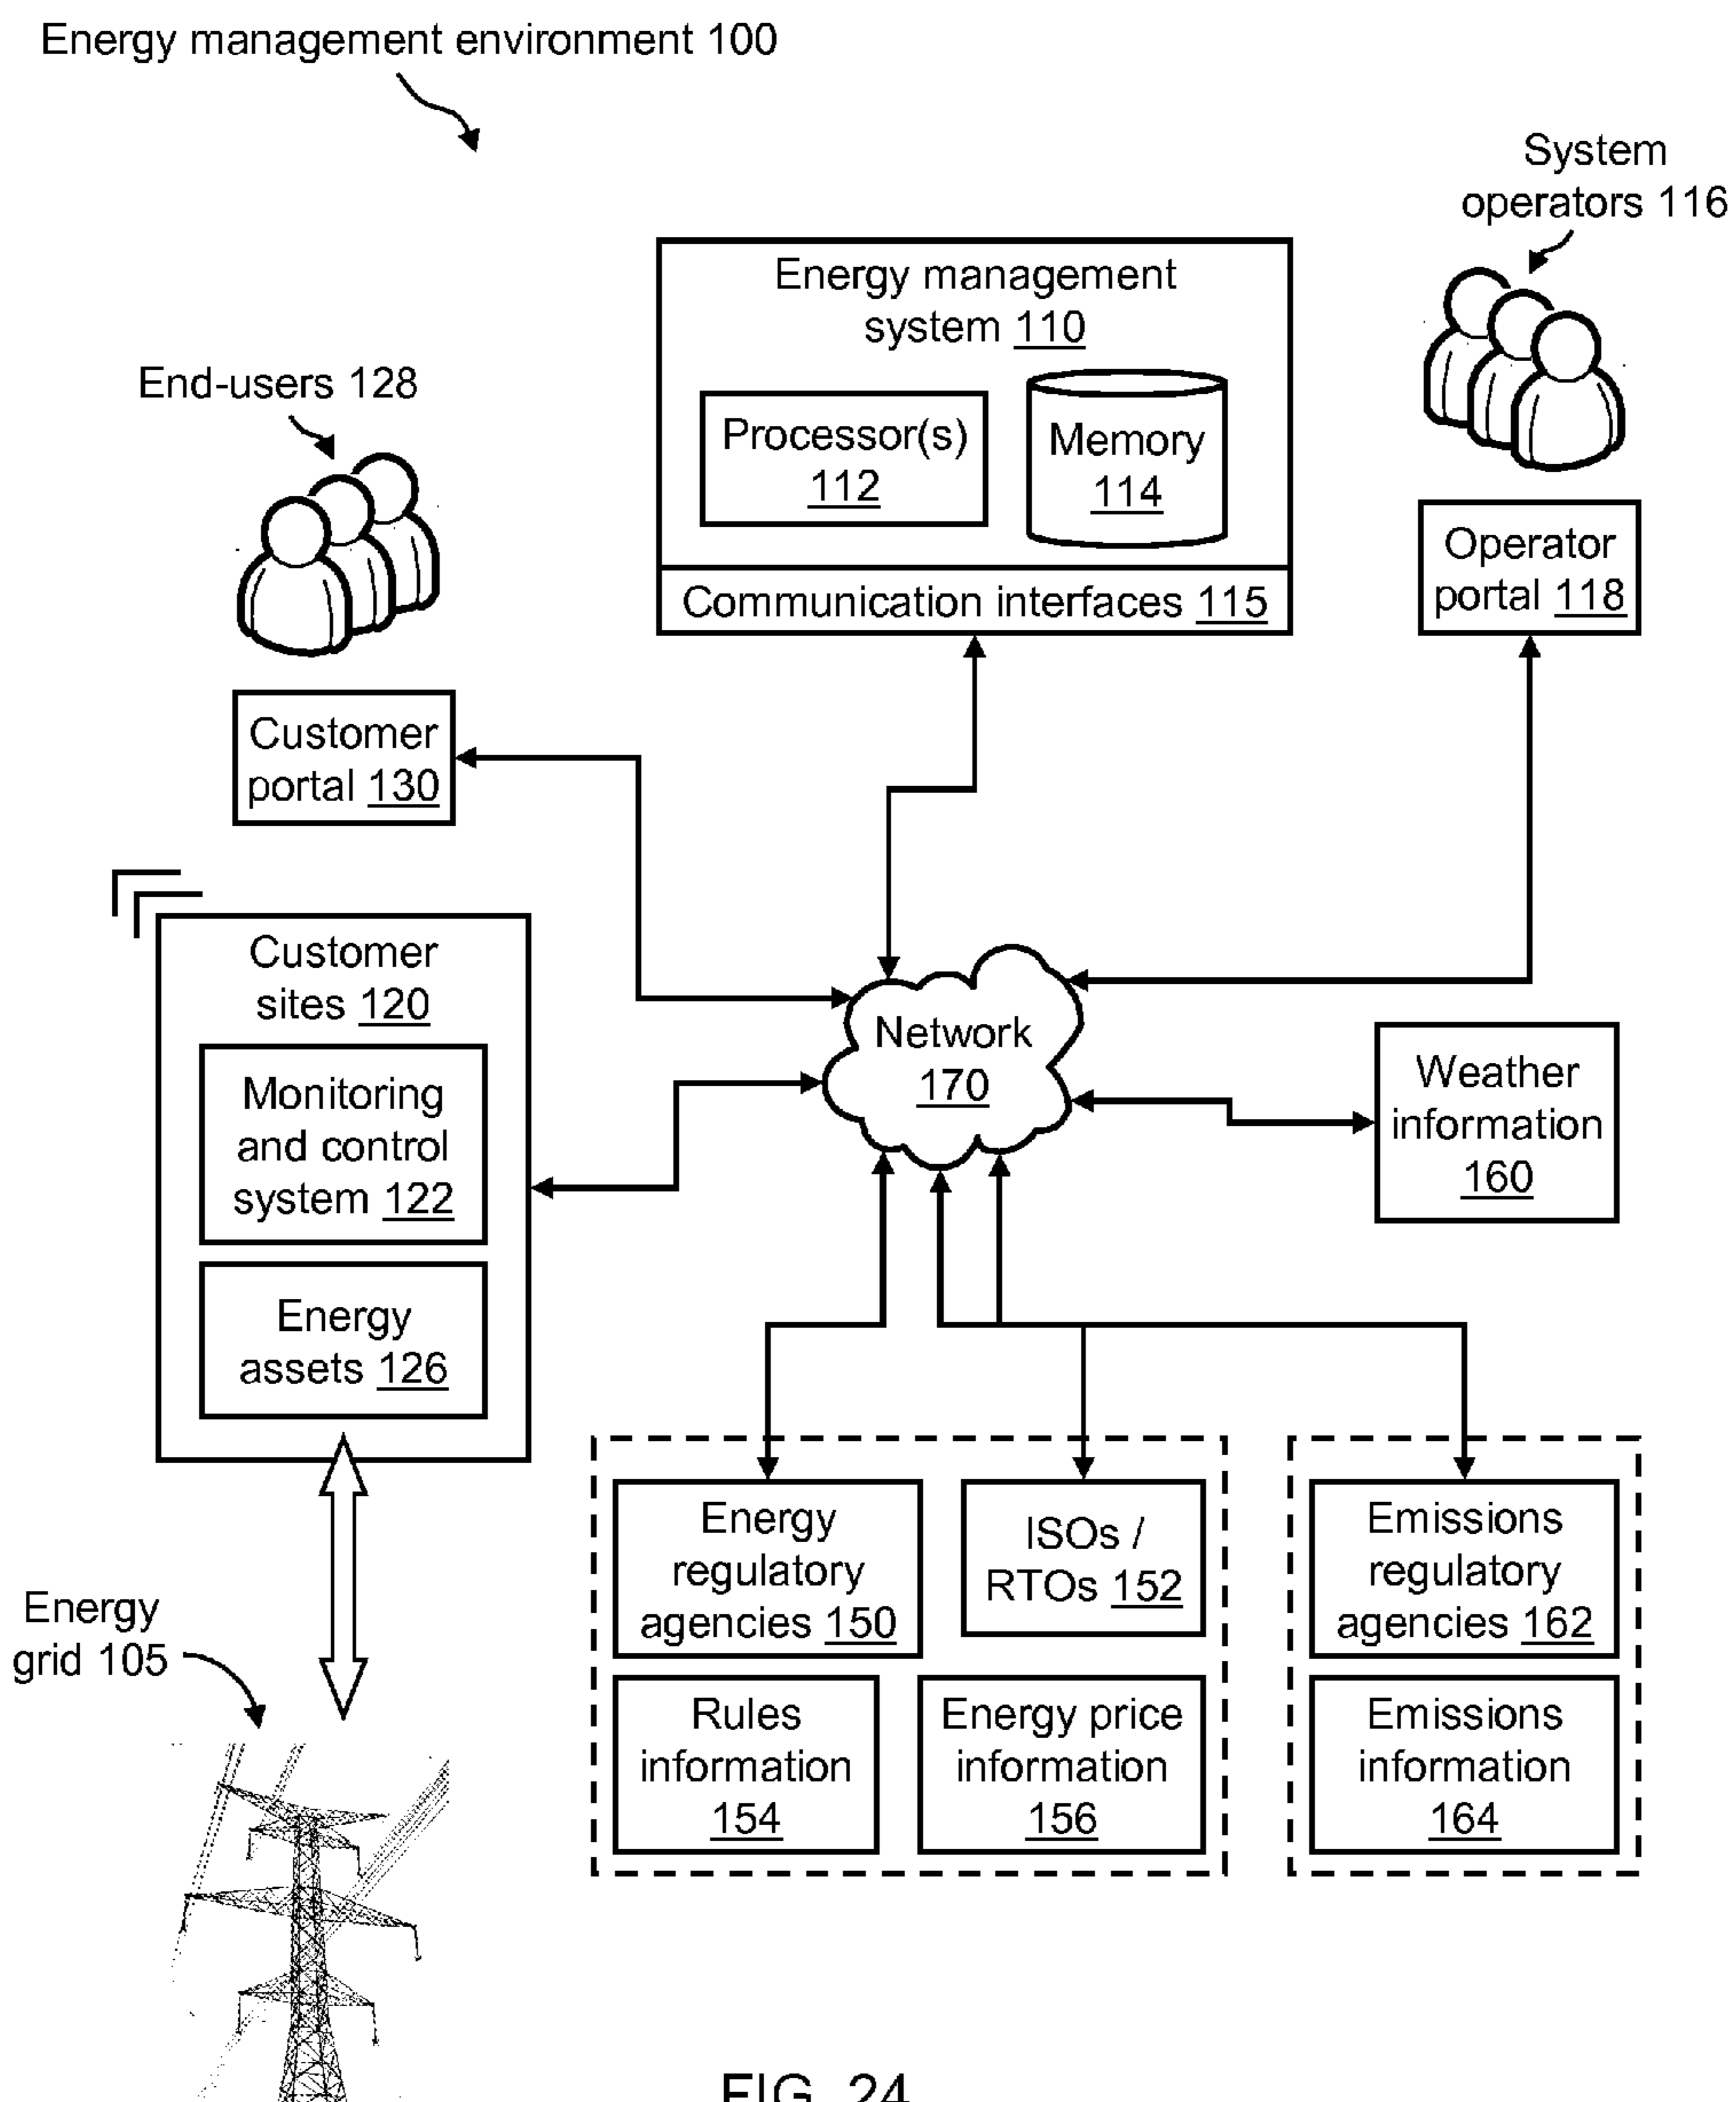 Energy management environment 100
System
operators 116
Energy management
system 110
End-users 128
Processor(s)
112
Memory
114
Operator
portal 118
Communication interfaces 115
Customer
portal 130
Customer
sites 120
Network
170
Monitoring
and control
system 122
Weather
information
160
Energy
assets 126
Energy
regulatory
agencies 150
ISOs /
RTOs 152
Emissions
regulatory
agencies 162
Energy
grid 105
Rules
information
154
Energy price
information
156
Emissions
information
164
FIG. 24